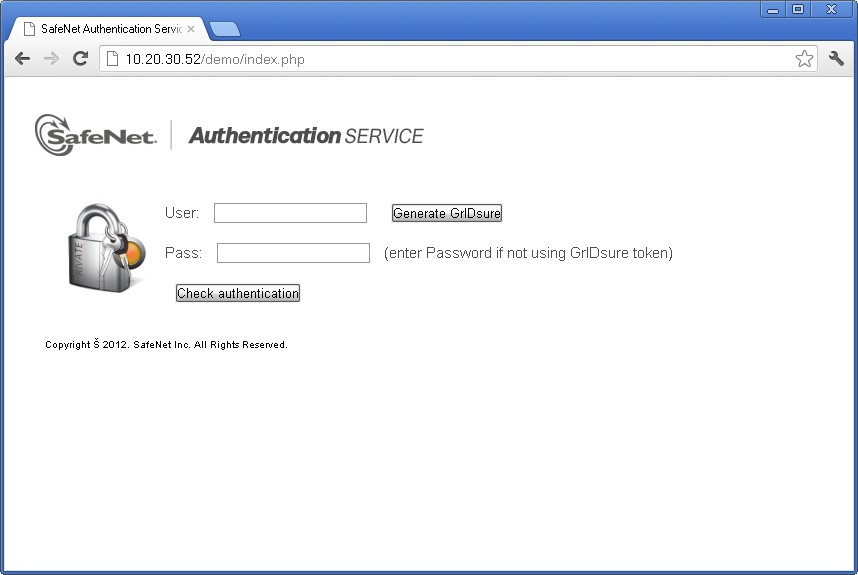 SafeNet Authentication Servic
10.20.30.52/demo/index.php
SafeNet. Authentication SERVICE
User: Generate GrIDsure
PRIVATE
Pass: (enter Password if not using GrIDsure token)
Check authentication
Copyright Š 2012. SafeNet Inc. All Rights Reserved.